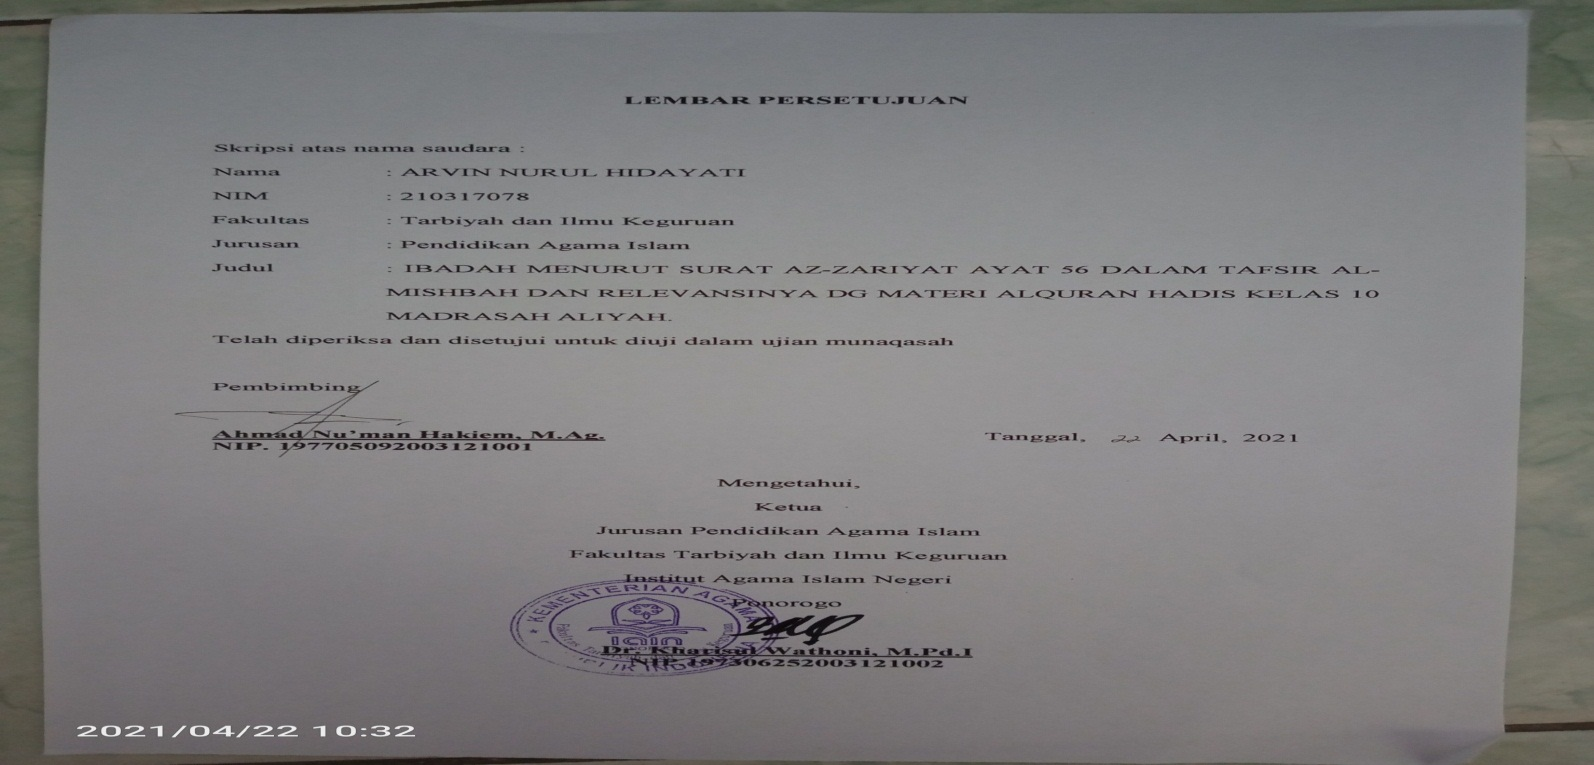 LEMBAR PERSETUJUAN
Skripsi atas nama saudara :
Nama : ARVIN NURUL HIDAYATI
NIM : 210317078
Fakultas : Tarbiyah dan Ilmu Keguruan
Jurusan : Pendidikan Agama Islam
Judul : IBADAH MENURUT SURAT AZ-ZARIYAT AYAT 56 DALAM TAFSIR AL-
MISHBAH DAN RELEVANSINYA DG MATERI ALQURAN HADIS KELAS 10
MADRASAH ALIYAH.
Telah diperiksa dan disetujui untuk diuji dalam ujian munaqasah
Pembimbing
Ahmad Nu'man Hakiem, M.Ag.
NIP. 197705092003121001
Tanggal, 22 April, 2021
Mengetahui,
Ketua
Jurusan Pendidikan Agama Islam
Fakultas Tarbiyah dan Ilmu Keguruan
Institut Agama Islam Negeri
Ponorogo
KEMENTERIAN AGAMA
iain
Dr. Kharisul Wathoni, M.Pd.I
NIP. 197306252003121002
2021/04/22 10:32